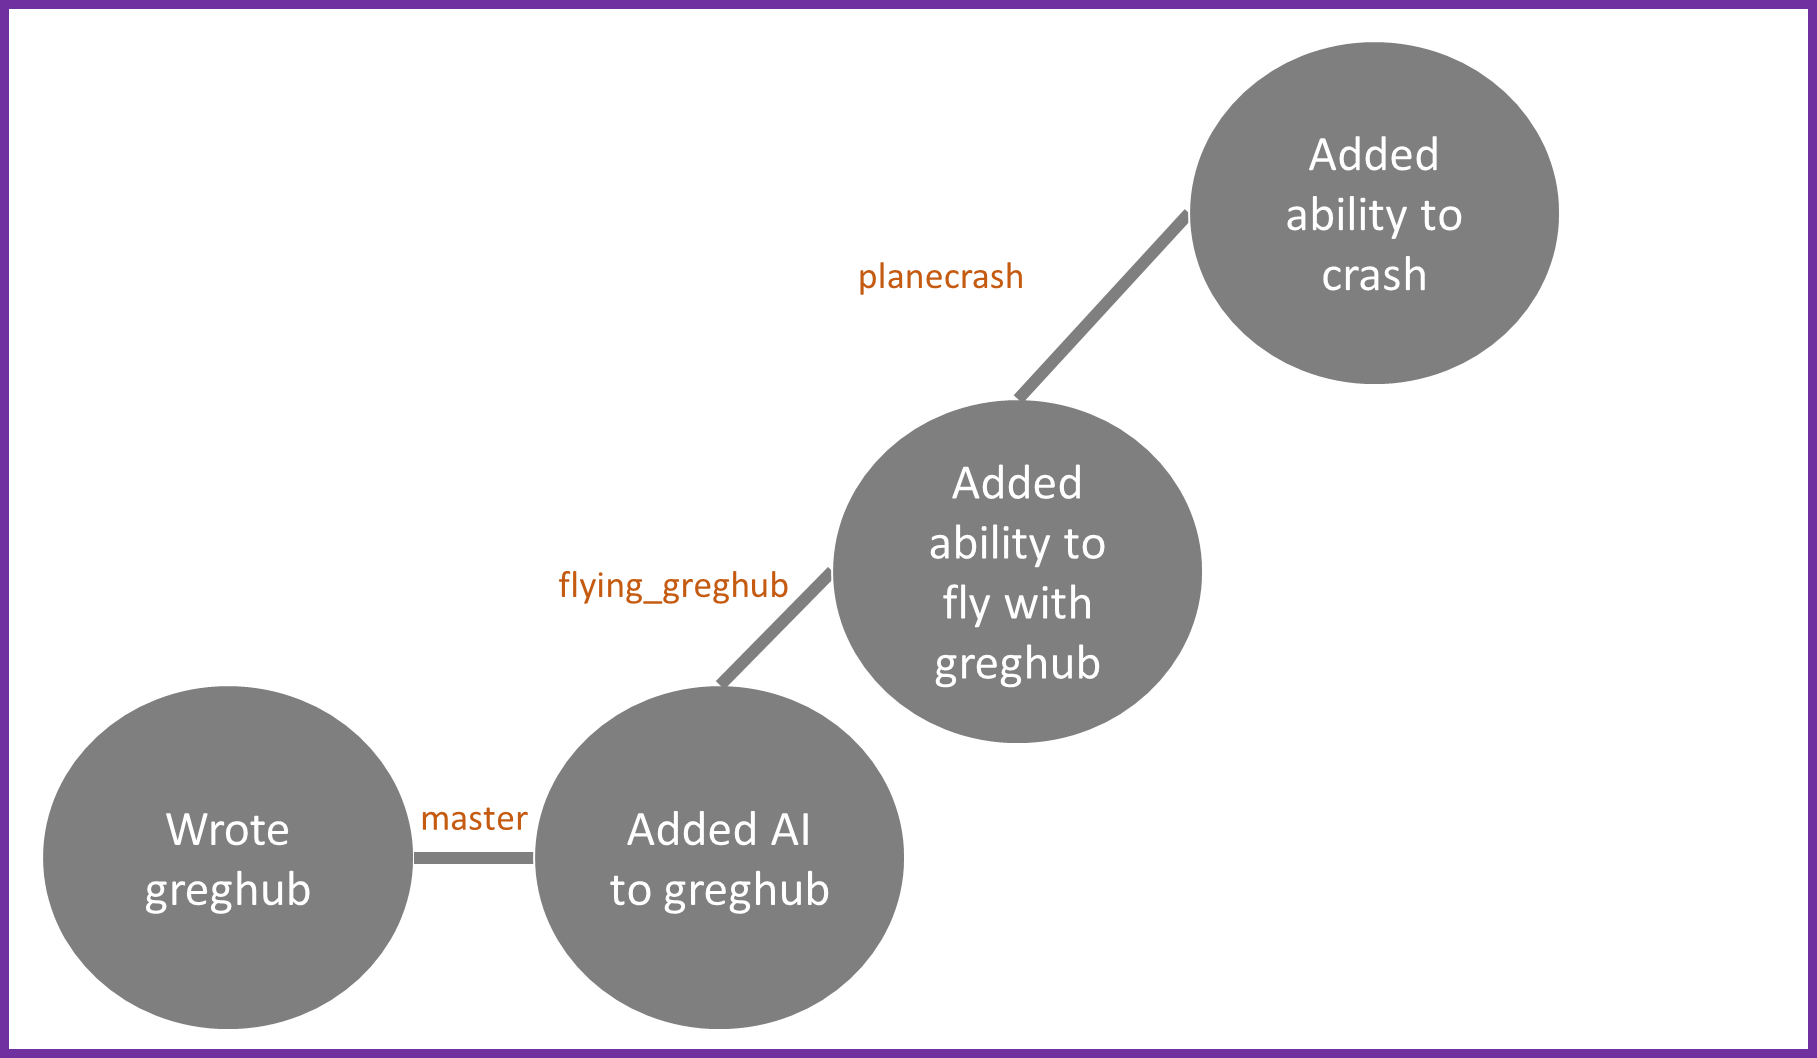 Added
ability to
crash
planecrash
Added
ability to
fly with
greghub
flying_greghub
Wrote
greghub
master
Added AI
to greghub